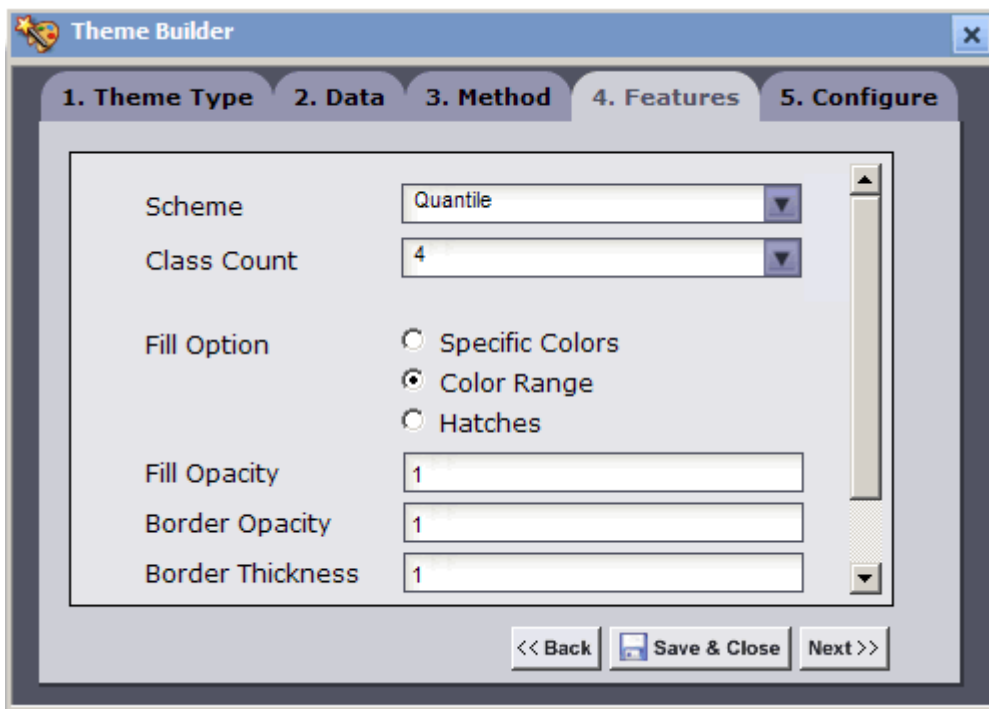 Theme Builder
1. Theme Type 2. Data 3. Method 4. Features 5. Configure
Scheme Quantile
Class Count 4
Fill Option Specific Colors
Color Range
Hatches
Fill Opacity 1
Border Opacity 1
Border Thickness 1
<< Back Save & Close Next >>